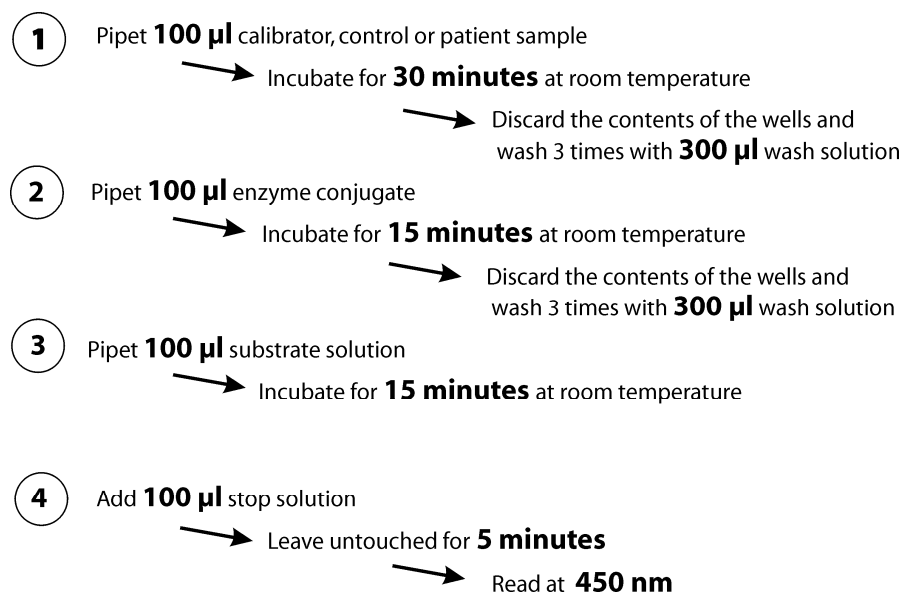 1 Pipet 100 µl calibrator, control or patient sample
Incubate for 30 minutes at room temperature
Discard the contents of the wells and
wash 3 times with 300 µl wash solution
2 Pipet 100 µl enzyme conjugate
Incubate for 15 minutes at room temperature
Discard the contents of the wells and
wash 3 times with 300 µl wash solution
3 Pipet 100 µl substrate solution
Incubate for 15 minutes at room temperature
4 Add 100 µl stop solution
Leave untouched for 5 minutes
Read at 450 nm